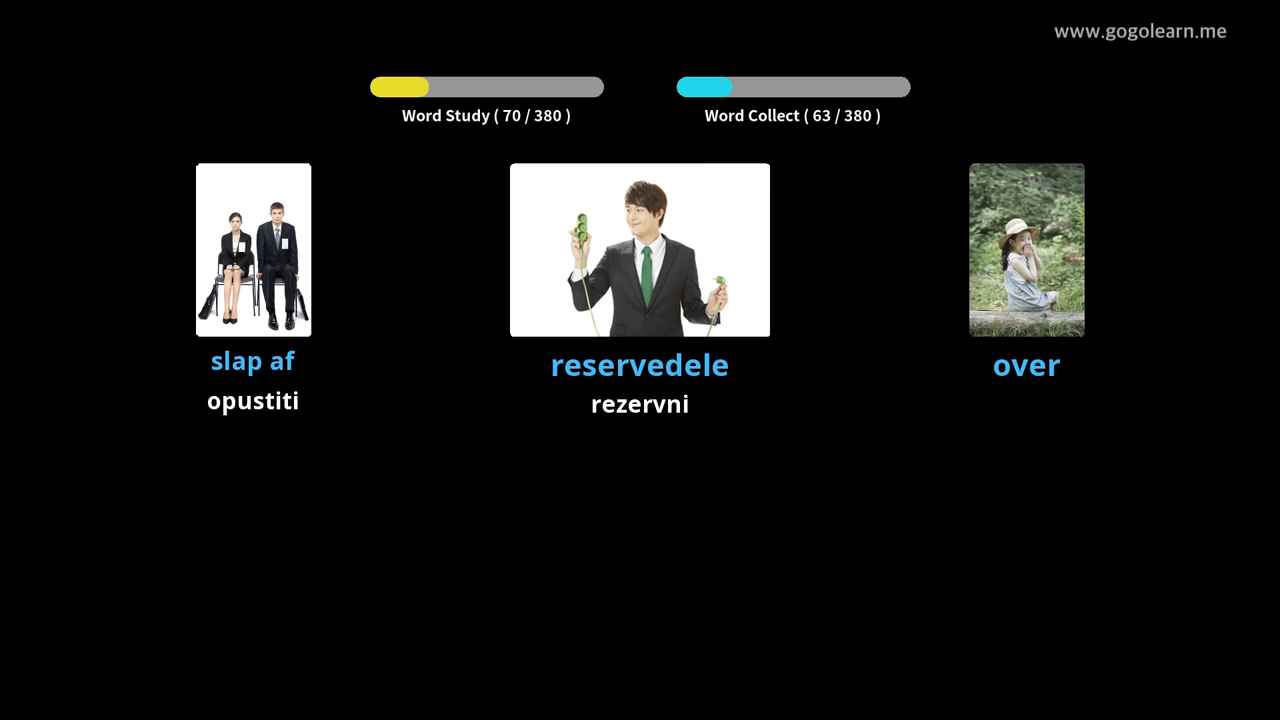 www.gogolearn.me
Word Study ( 70 / 380 )
Word Collect ( 63 / 380 )
slap af
opustiti
reservedele
rezervni
over